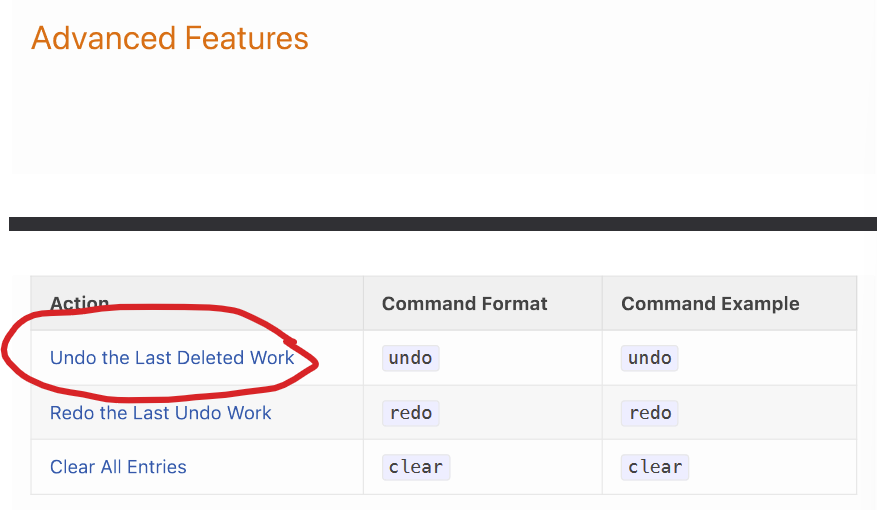 Advanced Features
Action Command Format Command Example
Undo the Last Deleted Work undo undo
Redo the Last Undo Work redo redo
Clear All Entries clear clear